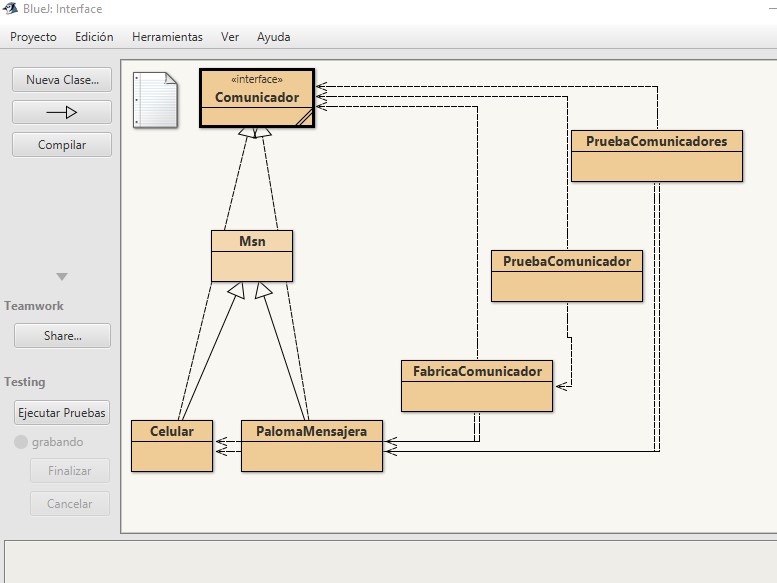 BlueJ: Interface
Proyecto Edición Herramientas Ver Ayuda
Nueva Clase...
Compilar
Teamwork
Share...
Testing
Ejecutar Pruebas
grabando
Finalizar
Cancelar
«interface»
Comunicador
PruebaComunicadores
Msn
PruebaComunicador
FabricaComunicador
Celular
PalomaMensajera